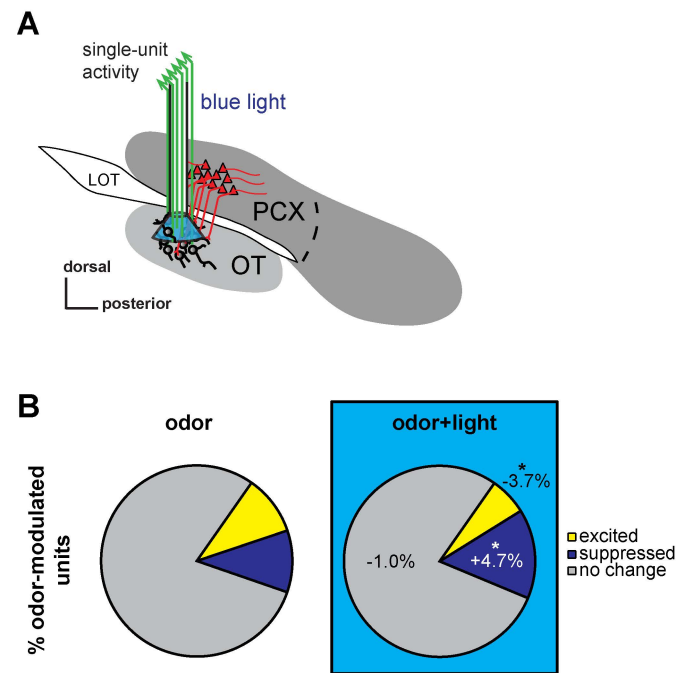 A
single-unit
activity
blue light
LOT
PCX
OT
dorsal
posterior
B
odor
odor+light
% odor-modulated
units
*
-3.7%
*
+4.7%
-1.0%
excited
suppressed
no change